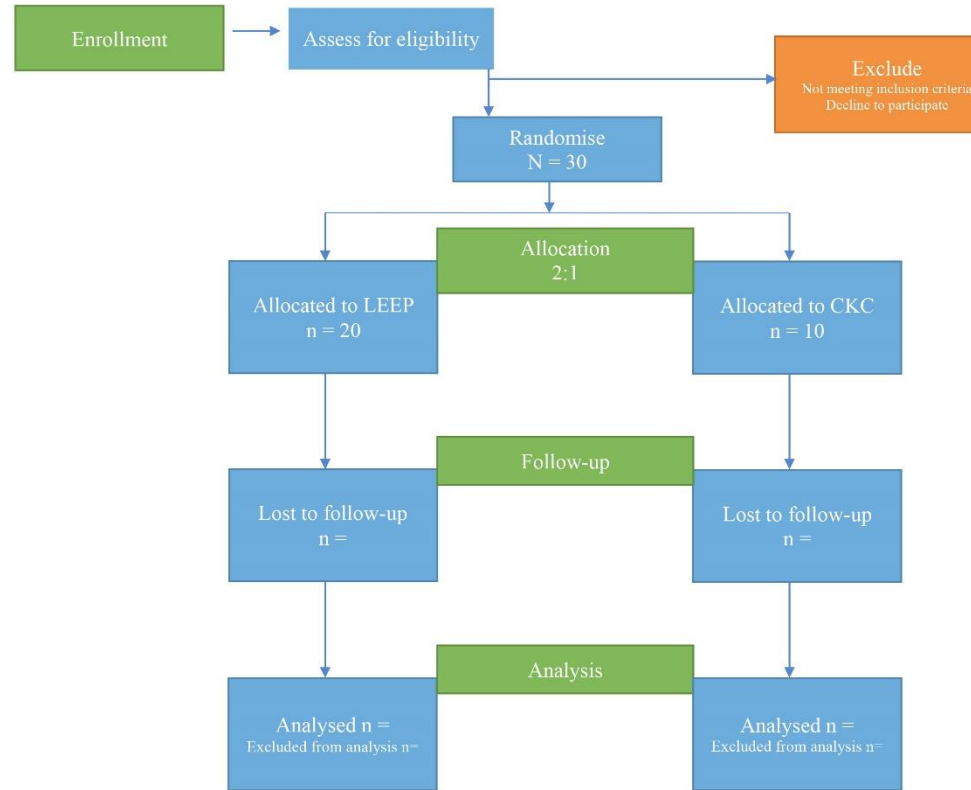 Enrollment
Assess for eligibility
Exclude
Not meeting inclusion criteria
Decline to participate
Randomise
N = 30
Allocation
2:1
Allocated to LEEP
n = 20
Allocated to CKC
n = 10
Follow-up
Lost to follow-up
n =
Lost to follow-up
n =
Analysis
Analysed n =
Excluded from analysis n=
Analysed n =
Excluded from analysis n=